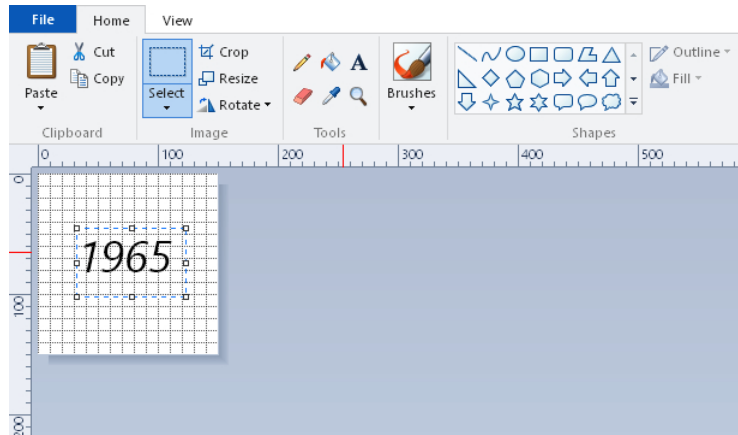 File Home View
Paste Cut Copy Select Crop Resize Rotate A Brushes Outline Fill
Clipboard Image Tools Shapes
0 100 200 300 400 500
0
1965
100
200